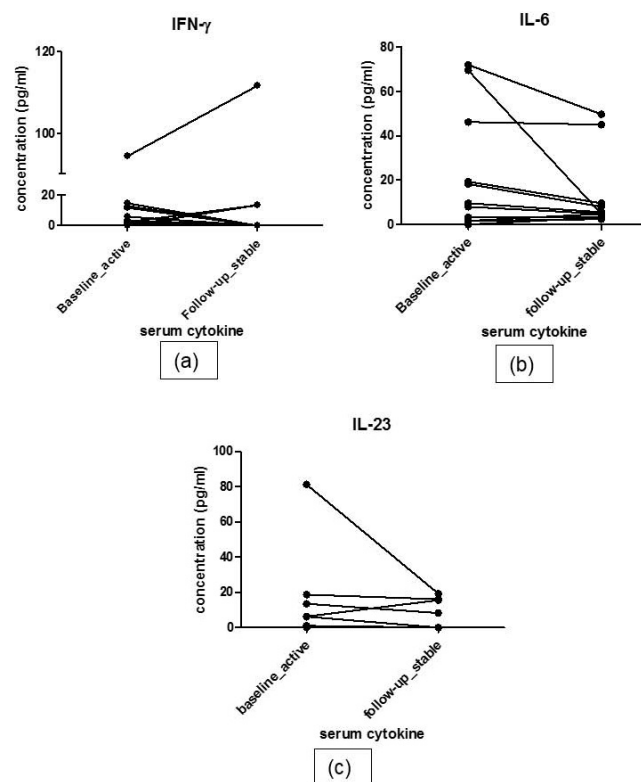 IFN-γ
concentration (pg/ml)
120
100
20
0
Baseline_active
Follow-up_stable
serum cytokine
(a)
IL-6
concentration (pg/ml)
80
60
40
20
0
Baseline_active
follow-up_stable
serum cytokine
(b)
IL-23
concentration (pg/ml)
100
80
60
40
20
0
baseline_active
follow-up_stable
serum cytokine
(c)